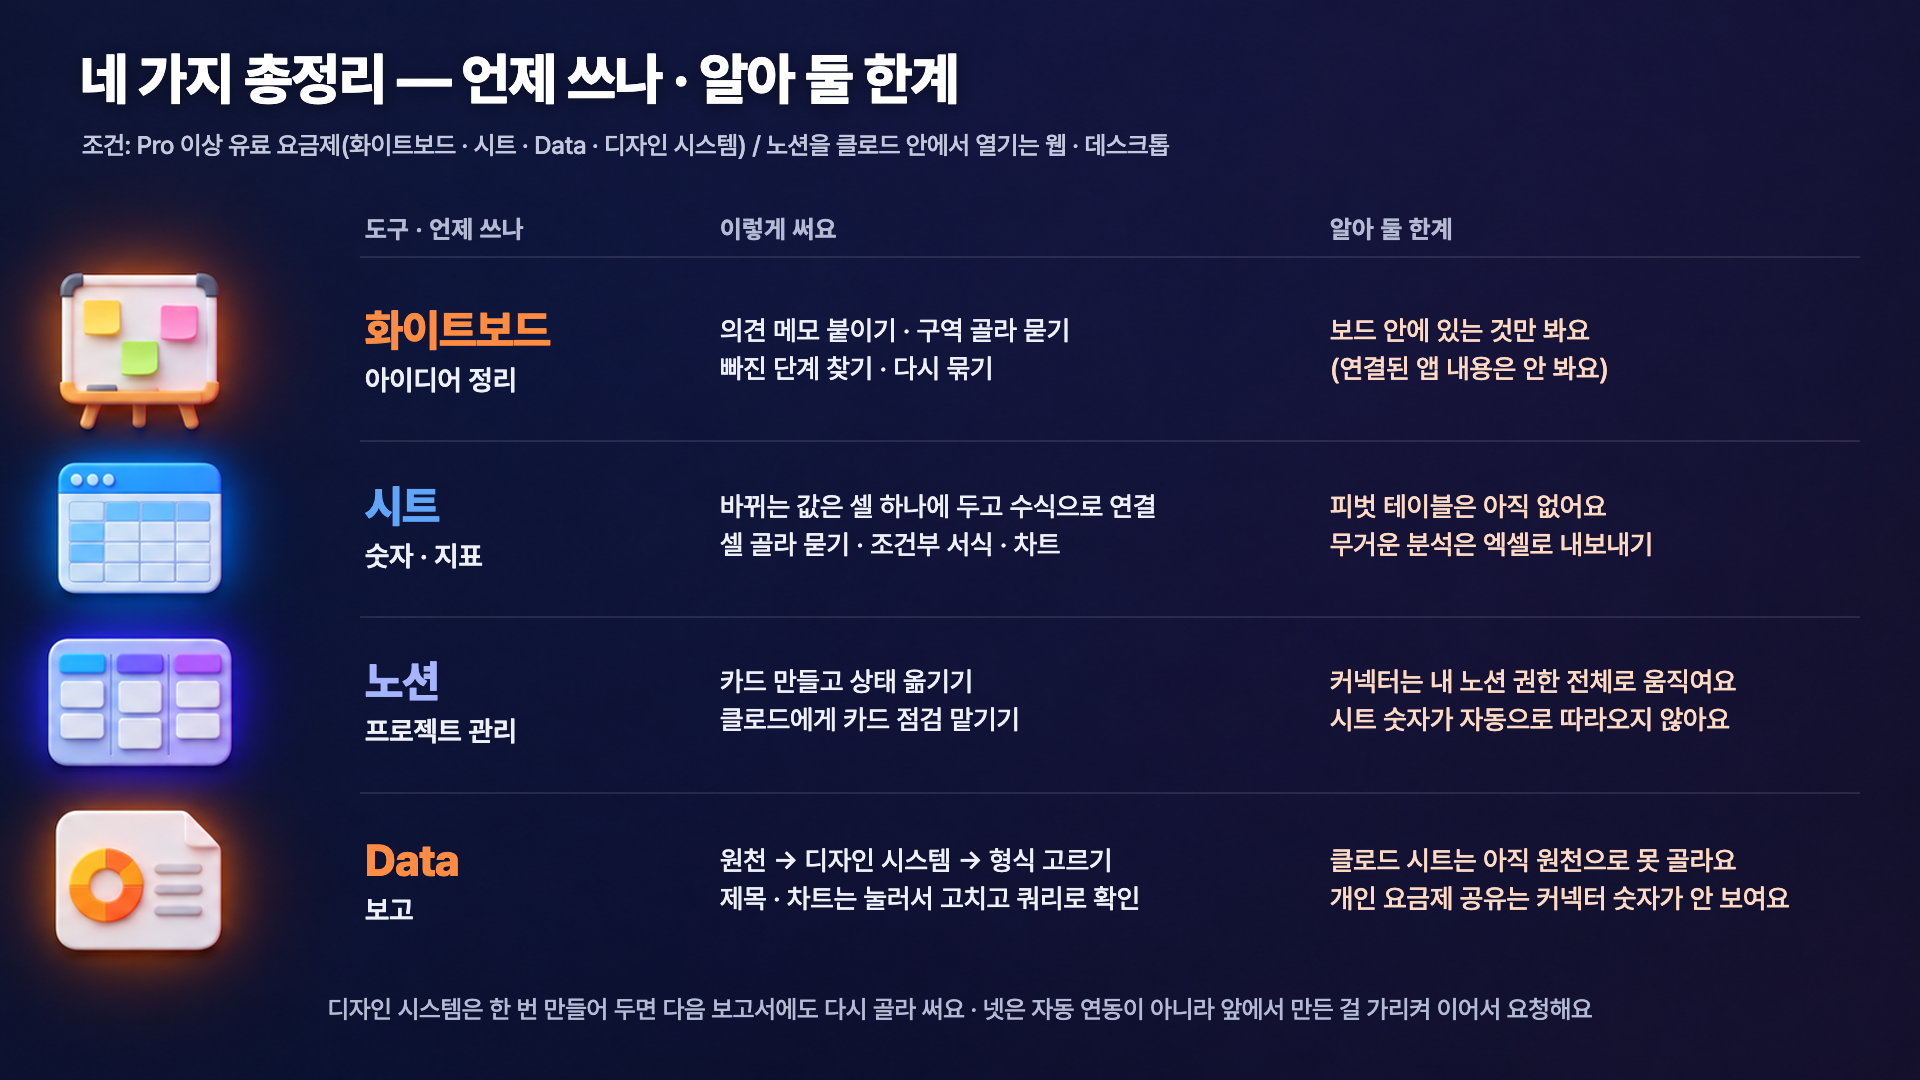 네 가지 총정리 — 언제 쓰나 · 알아 둘 한계
조건: Pro 이상 유료 요금제(화이트보드 · 시트 · Data · 디자인 시스템) / 노션을 클로드 안에서 열기는 웹 · 데스크톱
도구 · 언제 쓰나
이렇게 써요
알아 둘 한계
화이트보드
아이디어 정리
의견 메모 붙이기 · 구역 골라 묻기
빠진 단계 찾기 · 다시 묶기
보드 안에 있는 것만 봐요
(연결된 앱 내용은 안 봐요)
시트
숫자 · 지표
바뀌는 값은 셀 하나에 두고 수식으로 연결
셀 골라 묻기 · 조건부 서식 · 차트
피벗 테이블은 아직 없어요
무거운 분석은 엑셀로 내보내기
노션
프로젝트 관리
카드 만들고 상태 옮기기
클로드에게 카드 점검 맡기기
커넥터는 내 노션 권한 전체로 움직여요
시트 숫자가 자동으로 따라오지 않아요
Data
보고
원천 → 디자인 시스템 → 형식 고르기
제목 · 차트는 눌러서 고치고 쿼리로 확인
클로드 시트는 아직 원천으로 못 골라요
개인 요금제 공유는 커넥터 숫자가 안 보여요
디자인 시스템은 한 번 만들어 두면 다음 보고서에도 다시 골라 써요 · 넷은 자동 연동이 아니라 앞에서 만든 걸 가리켜 이어서 요청해요